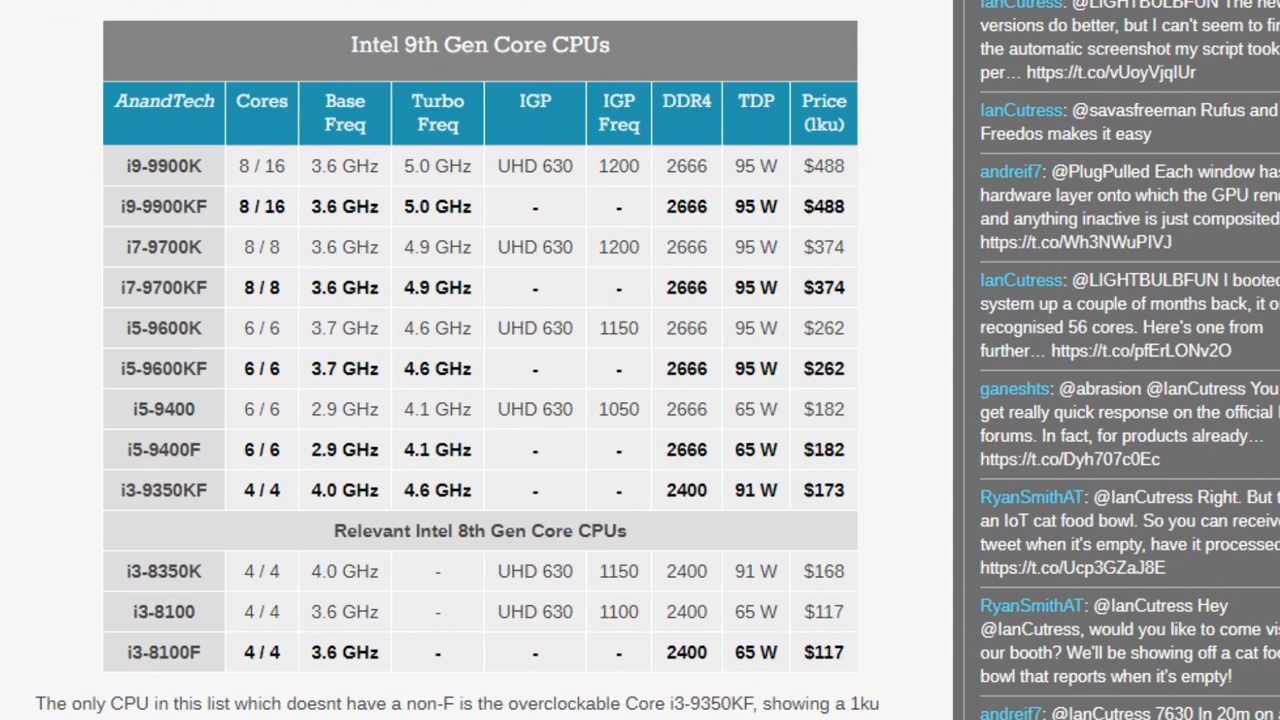 Intel 9th Gen Core CPUs
AnandTech Cores Base Freq Turbo Freq IGP IGP Freq DDR4 TDP Price (1ku)
i9-9900K 8 / 16 3.6 GHz 5.0 GHz UHD 630 1200 2666 95 W $488
i9-9900KF 8 / 16 3.6 GHz 5.0 GHz - - 2666 95 W $488
i7-9700K 8 / 8 3.6 GHz 4.9 GHz UHD 630 1200 2666 95 W $374
i7-9700KF 8 / 8 3.6 GHz 4.9 GHz - - 2666 95 W $374
i5-9600K 6 / 6 3.7 GHz 4.6 GHz UHD 630 1150 2666 95 W $262
i5-9600KF 6 / 6 3.7 GHz 4.6 GHz - - 2666 95 W $262
i5-9400 6 / 6 2.9 GHz 4.1 GHz UHD 630 1050 2666 65 W $182
i5-9400F 6 / 6 2.9 GHz 4.1 GHz - - 2666 65 W $182
i3-9350KF 4 / 4 4.0 GHz 4.6 GHz - - 2400 91 W $173
Relevant Intel 8th Gen Core CPUs
i3-8350K 4 / 4 4.0 GHz - UHD 630 1150 2400 91 W $168
i3-8100 4 / 4 3.6 GHz - UHD 630 1100 2400 65 W $117
i3-8100F 4 / 4 3.6 GHz - - - 2400 65 W $117
The only CPU in this list which doesnt have a non-F is the overclockable Core i3-9350KF, showing a 1ku
IanCutress: @LIGHTBULBFUN The
versions do better, but I can't seem to
the automatic screenshot my script took
per… https://t.co/vUoyVjqlUr
IanCutress: @savasfreeman Rufus and
Freedos makes it easy
andreif7: @PlugPulled Each window
hardware layer onto which the GPU
and anything inactive is just composited
https://t.co/Wh3NWuPlVJ
IanCutress: @LIGHTBULBFUN I booted
system up a couple of months back, it
recognised 56 cores. Here's one from
further… https://t.co/pfErLONv2O
ganeshts: @abrasion @IanCutress You
get really quick response on the official
forums. In fact, for products already…
https://t.co/Dyh707c0Ec
RyanSmithAT: @IanCutress Right. But
an IoT cat food bowl. So you can
tweet when it's empty, have it processed
https://t.co/Ucp3GZaJ8E
RyanSmithAT: @IanCutress Hey
@IanCutress, would you like to come
our booth? We'll be showing off a cat
bowl that reports when it's empty!
andreif7: @IanCutress 7630 In 20m on